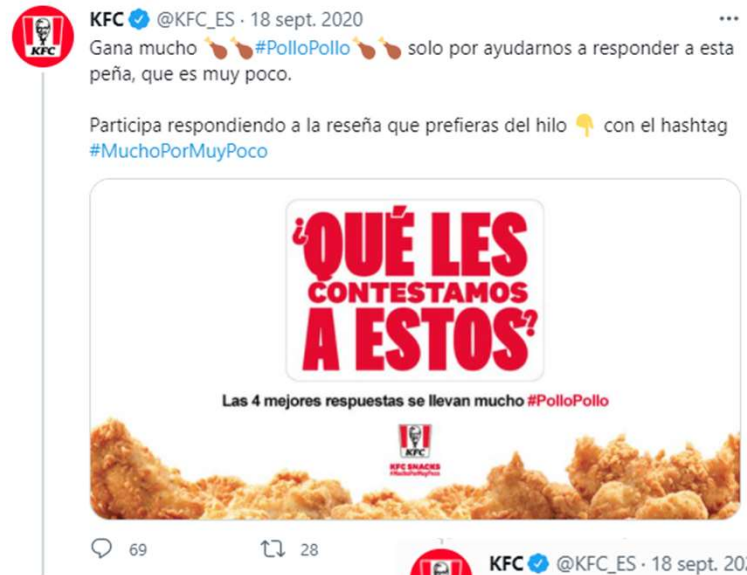 KFC @KFC_ES · 18 sept. 2020
Gana mucho 🍗🍗#PolloPollo🍗🍗 solo por ayudarnos a responder a esta
peña, que es muy poco.
Participa respondiendo a la reseña que prefieras del hilo 👇 con el hashtag
#MuchoPorMuyPoco
¿QUÉ LES
CONTESTAMOS
A ESTOS?
Las 4 mejores respuestas se llevan mucho #PolloPollo
KFC
KFC SNACKS
#MuchoPorMuyPoco
69 28
KFC @KFC_ES · 18 sept. 202